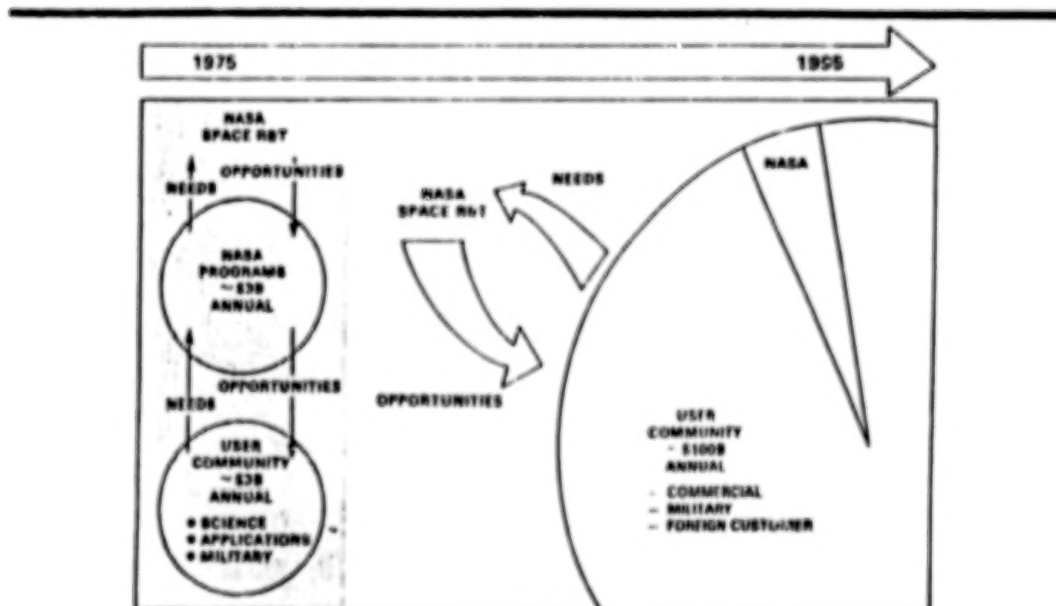 1975
1995
NASA
SPACE R&T
OPPORTUNITIES
NEEDS
NASA
PROGRAMS
~ $3B
ANNUAL
OPPORTUNITIES
NEEDS
USER
COMMUNITY
~ $3B
ANNUAL
• SCIENCE
• APPLICATIONS
• MILITARY
NEEDS
NASA
SPACE R&T
OPPORTUNITIES
NASA
USER
COMMUNITY
~ $100B
ANNUAL
- COMMERCIAL
- MILITARY
- FOREIGN CUSTOMER